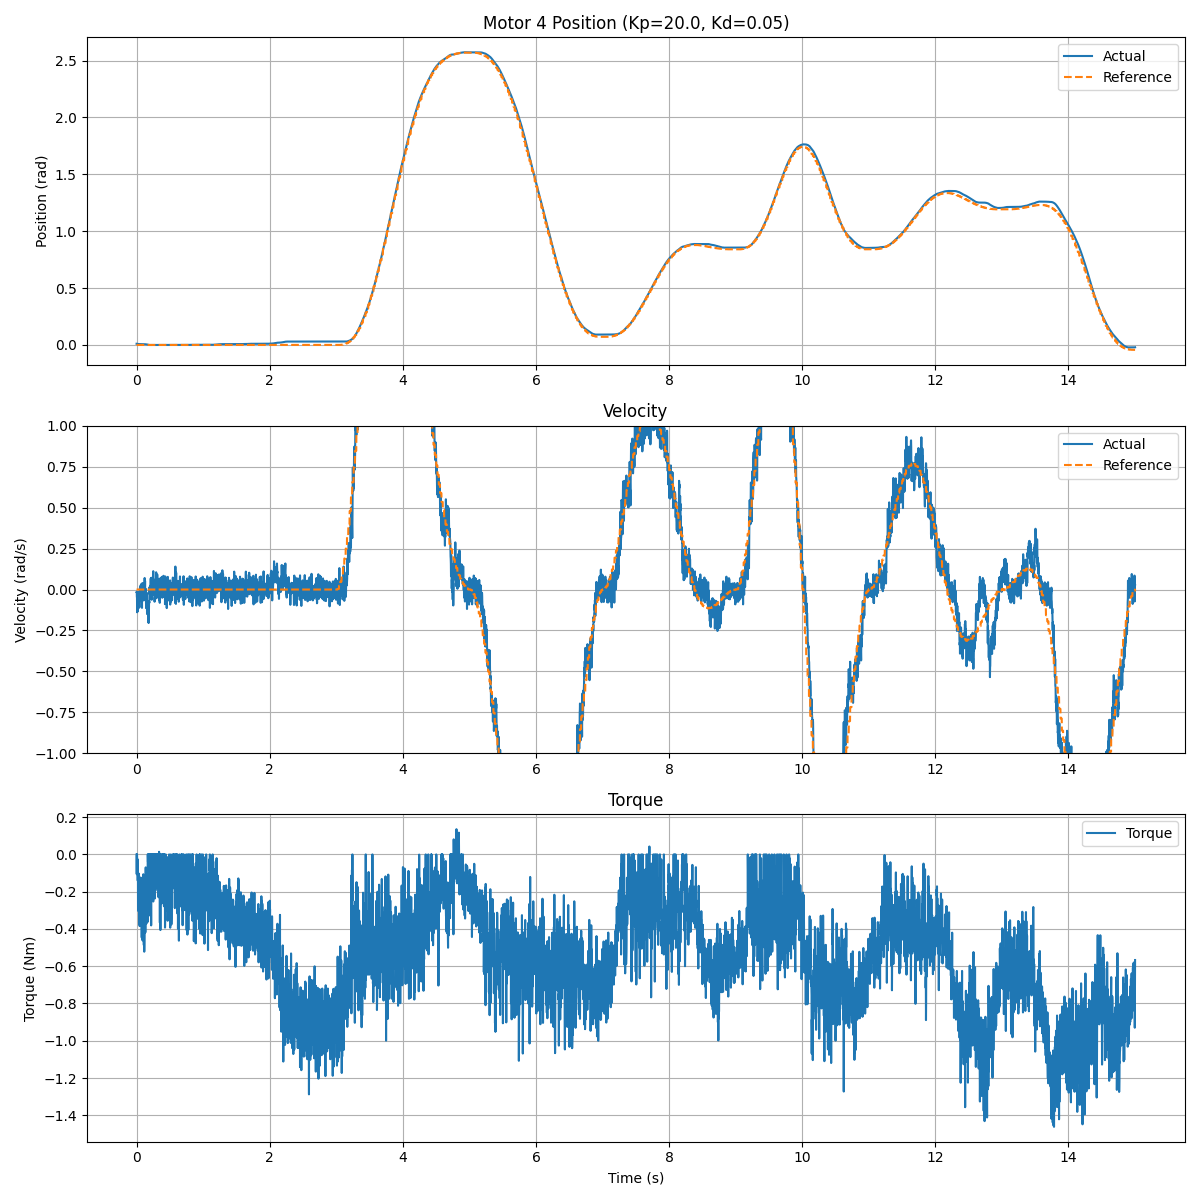 Motor 4 Position (Kp=20.0, Kd=0.05)
Position (rad)
2.5
2.0
1.5
1.0
0.5
0.0
Actual
Reference
0 2 4 6 8 10 12 14
Velocity
Velocity (rad/s)
1.00
0.75
0.50
0.25
0.00
−0.25
−0.50
−0.75
−1.00
Actual
Reference
0 2 4 6 8 10 12 14
Torque
Torque (Nm)
0.2
0.0
−0.2
−0.4
−0.6
−0.8
−1.0
−1.2
−1.4
Torque
0 2 4 6 8 10 12 14
Time (s)